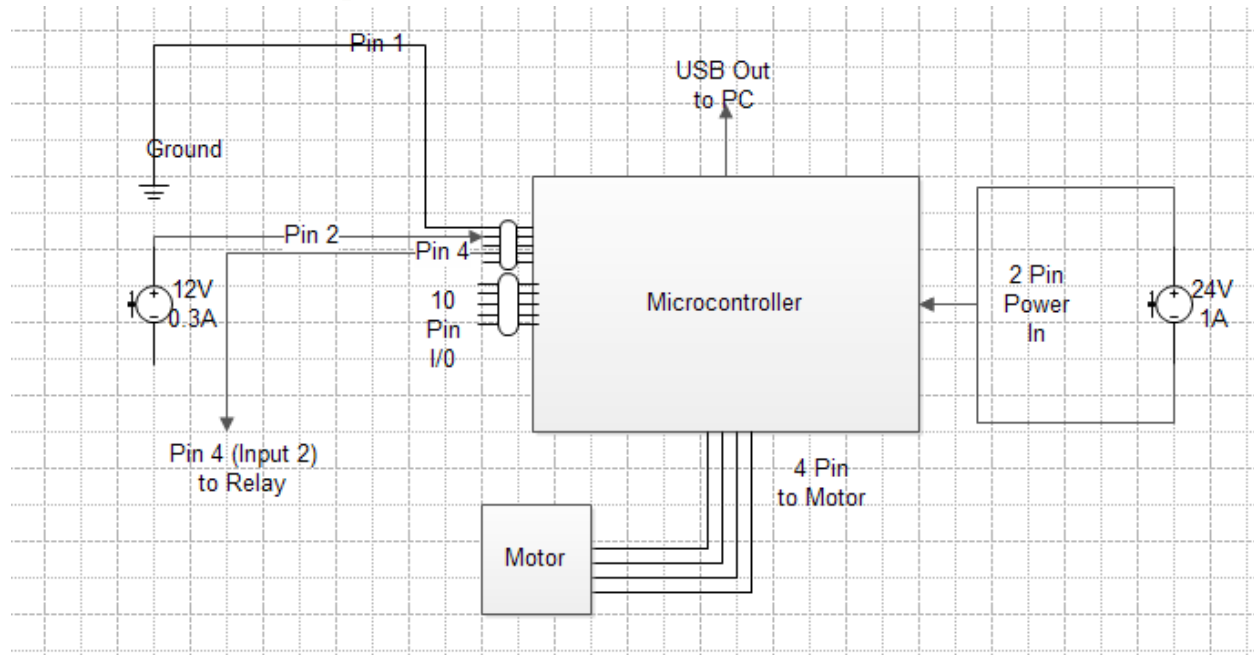 Pin 1
USB Out
to PC
Ground
Pin 2
Pin 4
12V
0.3A
10
Pin
I/0
Microcontroller
2 Pin
Power
In
24V
1A
Pin 4 (Input 2)
to Relay
4 Pin
to Motor
Motor